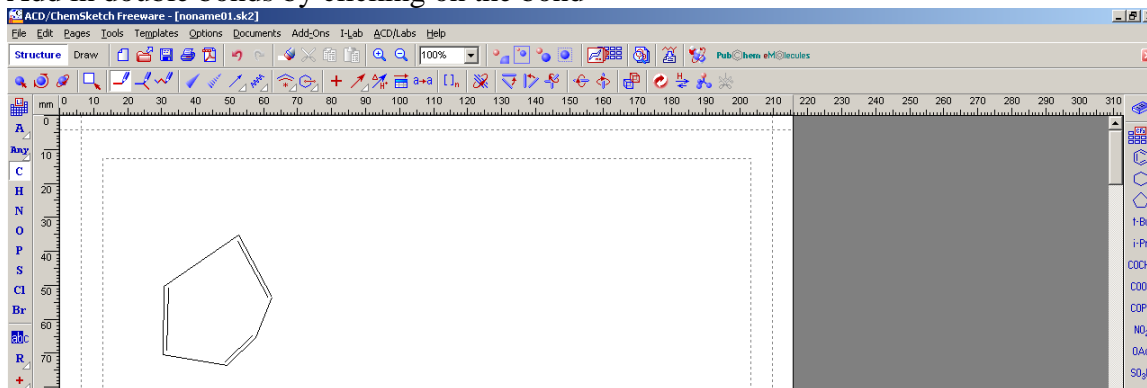 Add in double bonds by clicking on the bond
ACD/ChemSketch Freeware - [noname01.sk2]
File Edit Pages Tools Templates Options Documents Add-Ons I-Lab ACD/Labs Help
Structure Draw 100% PubChem eMolecules
mm 0 10 20 30 40 50 60 70 80 90 100 110 120 130 140 150 160 170 180 190 200 210 220 230 240 250 260 270 280 290 300 310
0
A
Any
10
C
H
20
N
30
O
t-Bu
P
40
i-Pr
S
COCH
Cl
50
COO
Br
COP
60
abc
NO2
R
70
OAc
SO3